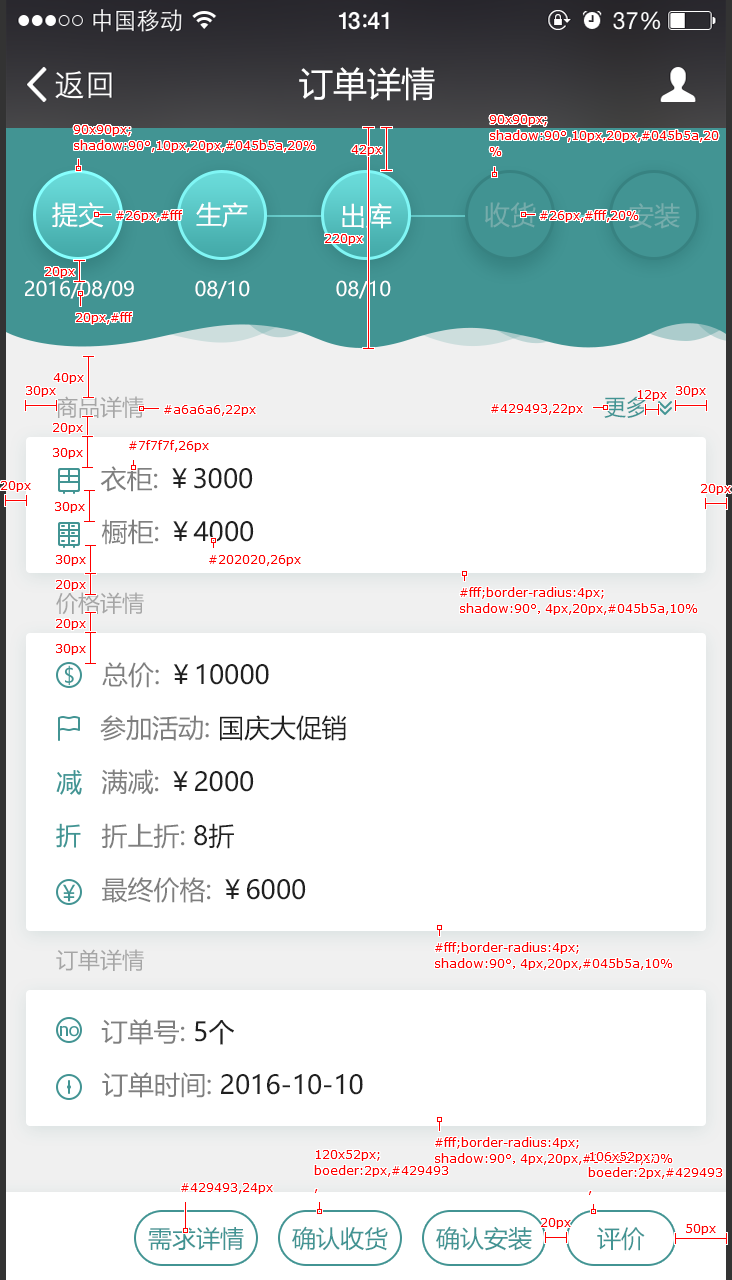 中国移动 13:41 37%
返回 订单详情
90x90px;
shadow:90°,10px,20px,#045b5a,20%
90x90px;
shadow:90°,10px,20px,#045b5a,20
%
42px
提交 #26px,#fff 生产 出库 收货 #26px,#fff,20% 安装
220px
20px
2016/08/09 08/10 08/10
20px,#fff
40px
30px 商品详情 #a6a6a6,22px #429493,22px 更多 12px 30px
20px
30px #7f7f7f,26px
衣柜: ¥3000
20px 20px
30px
橱柜: ¥4000
30px #202020,26px
20px
价格详情
#fff;border-radius:4px;
shadow:90°, 4px,20px,#045b5a,10%
20px
30px
总价: ¥10000
参加活动: 国庆大促销
减 满减: ¥2000
折 折上折: 8折
最终价格: ¥6000
#fff;border-radius:4px;
shadow:90°, 4px,20px,#045b5a,10%
订单详情
no 订单号: 5个
订单时间: 2016-10-10
#fff;border-radius:4px;
shadow:90°, 4px,20px,#
120x52px;
boeder:2px,#429493
,
106x52px;
boeder:2px,#429493
,
#429493,24px
需求详情 确认收货 确认安装 20px 评价 50px